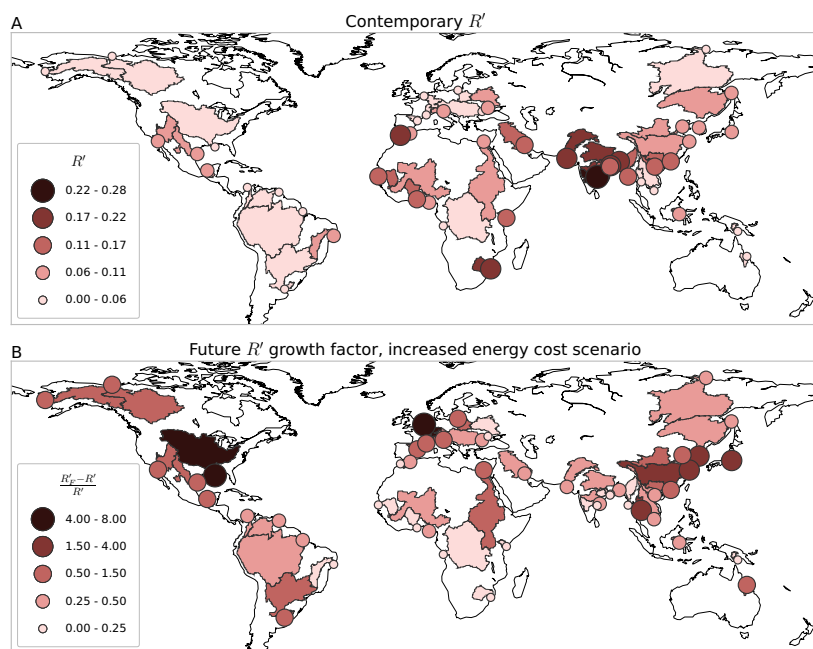 A
Contemporary R′
R′
0.22 - 0.28
0.17 - 0.22
0.11 - 0.17
0.06 - 0.11
0.00 - 0.06
B
Future R′ growth factor, increased energy cost scenario
R′_E−R′
R′
4.00 - 8.00
1.50 - 4.00
0.50 - 1.50
0.25 - 0.50
0.00 - 0.25